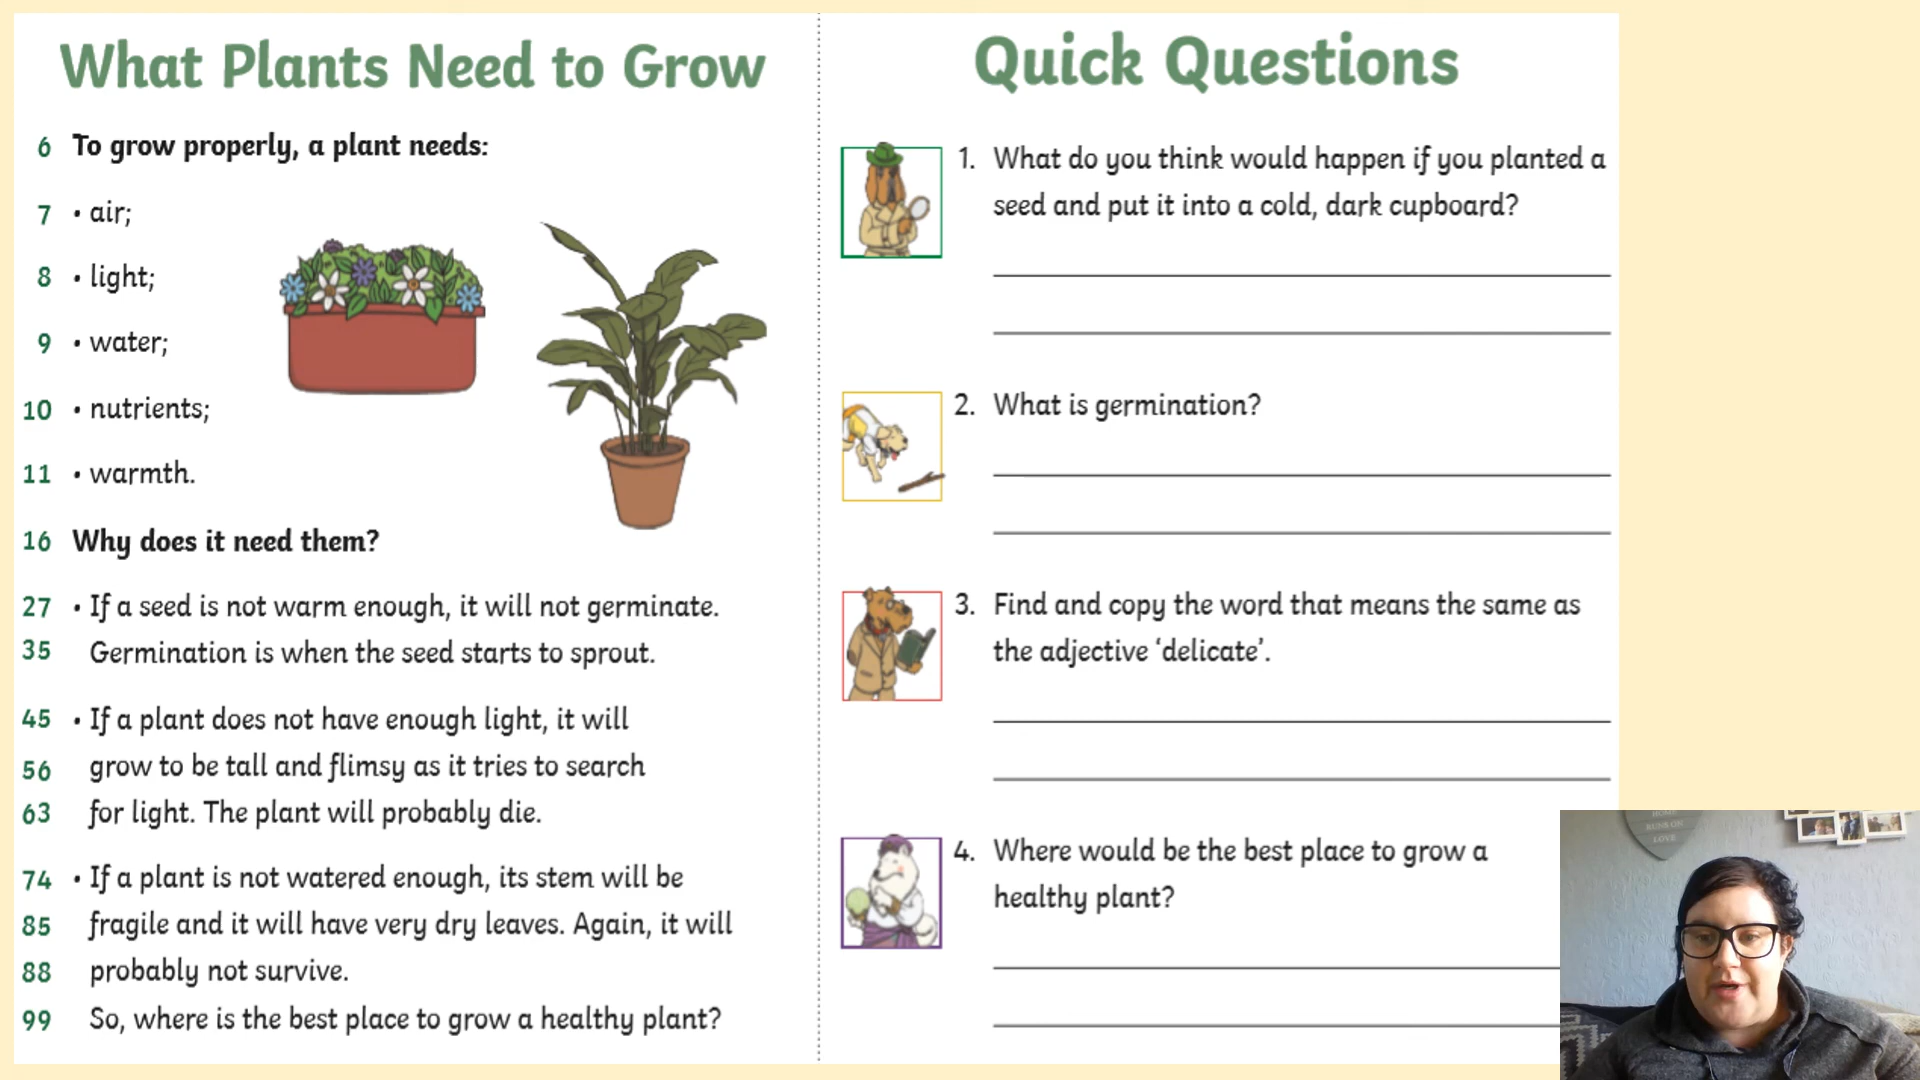 What Plants Need to Grow
6 To grow properly, a plant needs:
7 • air;
8 • light;
9 • water;
10 • nutrients;
11 • warmth.
16 Why does it need them?
27 • If a seed is not warm enough, it will not germinate.
35 Germination is when the seed starts to sprout.
45 • If a plant does not have enough light, it will
56 grow to be tall and flimsy as it tries to search
63 for light. The plant will probably die.
74 • If a plant is not watered enough, its stem will be
85 fragile and it will have very dry leaves. Again, it will
88 probably not survive.
99 So, where is the best place to grow a healthy plant?
Quick Questions
1. What do you think would happen if you planted a
seed and put it into a cold, dark cupboard?
2. What is germination?
3. Find and copy the word that means the same as
the adjective ‘delicate’.
4. Where would be the best place to grow a
healthy plant?
RUNS ON
LOVE